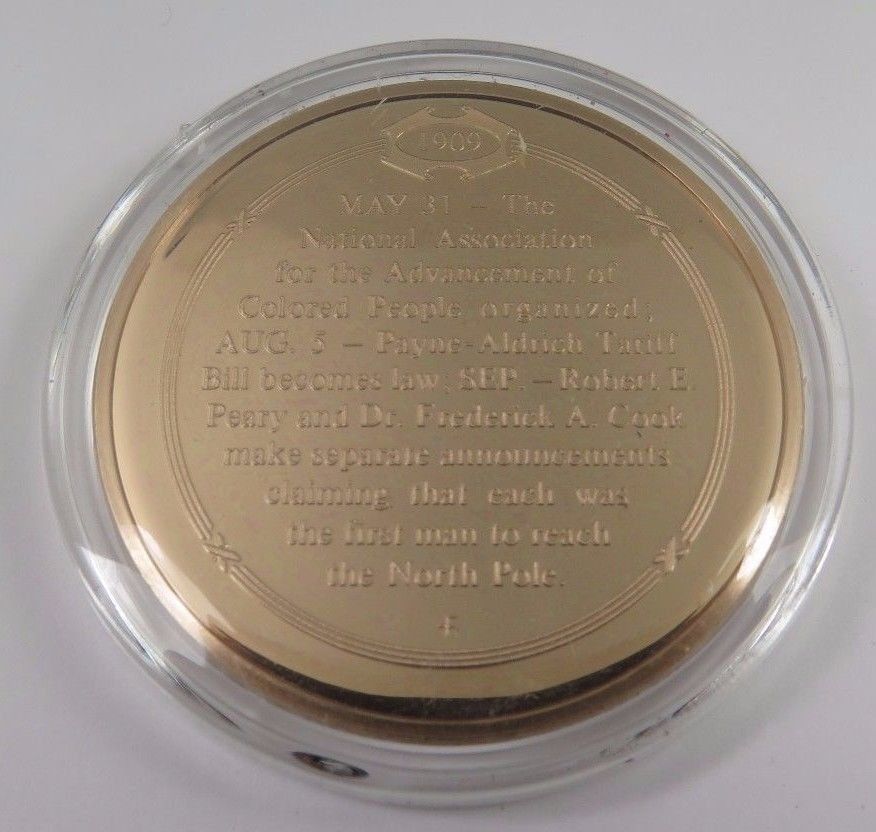 1909
MAY 31 – The
National Association
for the Advancement of
Colored People organized;
AUG. 5 – Payne-Aldrich Tariff
Bill becomes law; SEP. – Robert E.
Peary and Dr. Frederick A. Cook
make separate announcements
claiming that each was
the first man to reach
the North Pole.